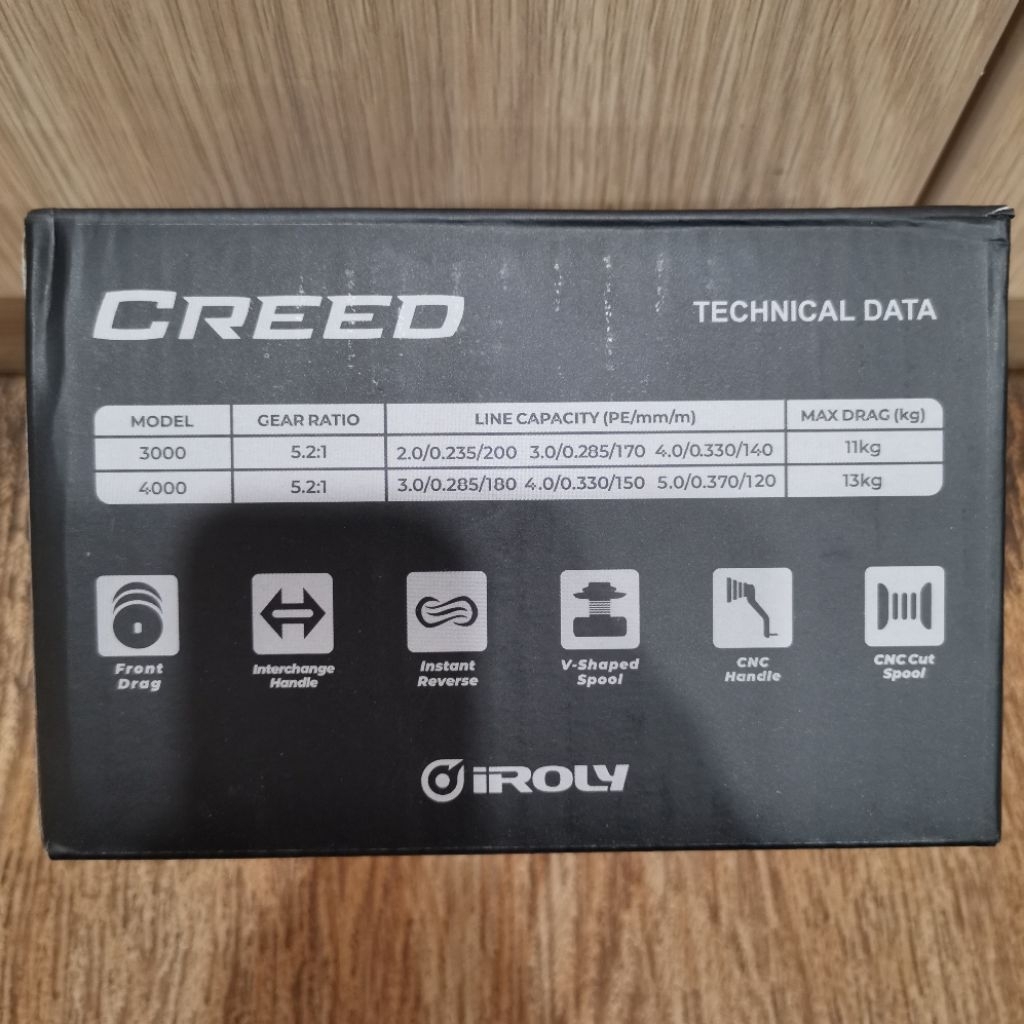 CREED
TECHNICAL DATA
MODEL GEAR RATIO LINE CAPACITY (PE/mm/m) MAX DRAG (kg)
3000 5.2:1 2.0/0.235/200 3.0/0.285/170 4.0/0.330/140 11kg
4000 5.2:1 3.0/0.285/180 4.0/0.330/150 5.0/0.370/120 13kg
Front
Drag
Interchange
Handle
Instant
Reverse
V-Shaped
Spool
CNC
Handle
CNC Cut
Spool
iROLY